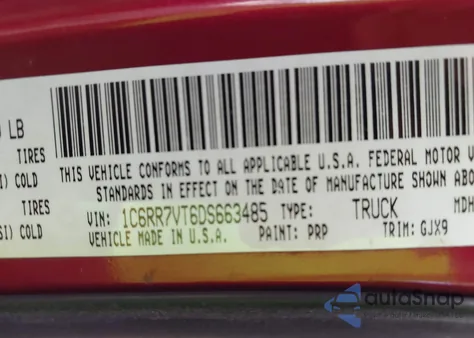 LB
TIRES
THIS VEHICLE CONFORMS TO ALL APPLICABLE U.S.A. FEDERAL MOTOR
I) COLD
STANDARDS IN EFFECT ON THE DATE OF MANUFACTURE SHOWN ABO
TIRES
VIN: 1C6RR7VT6DS663485 TYPE: TRUCK MDH
SI) COLD
VEHICLE MADE IN U.S.A. PAINT: PRP TRIM: GJX9
autoSnap